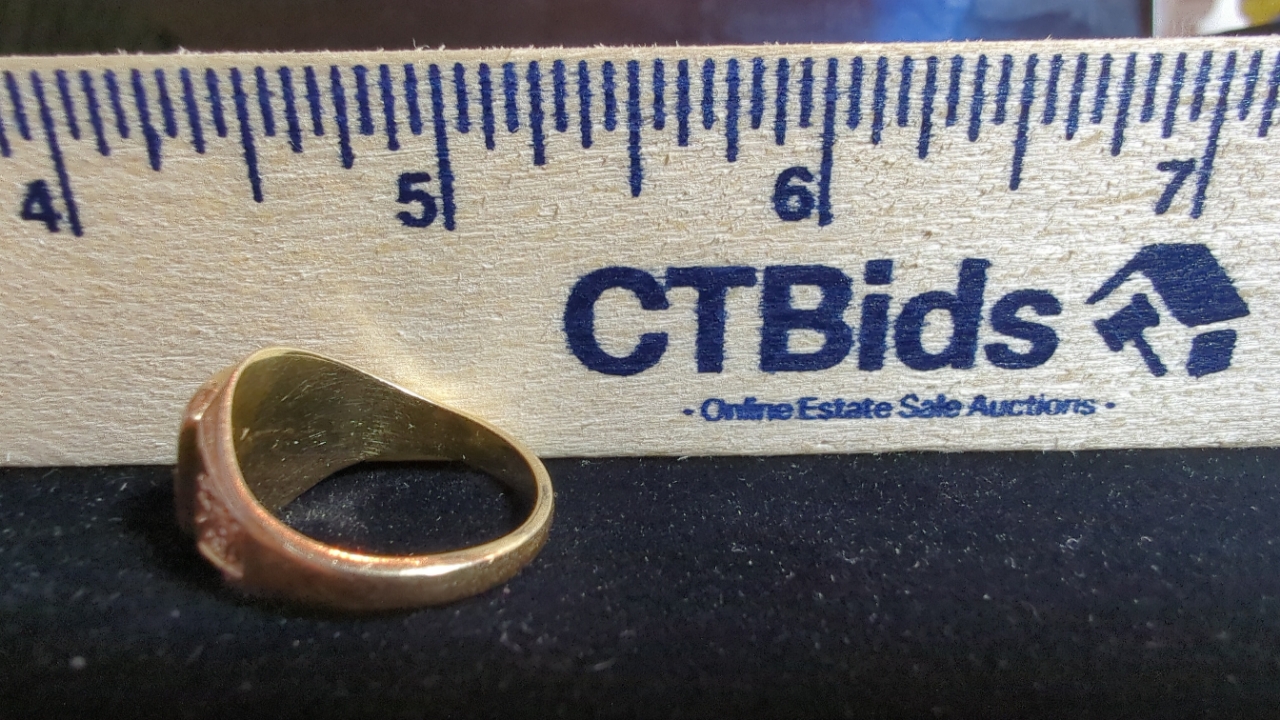 4 5 6 7
CTBids
- Online Estate Sale Auctions -